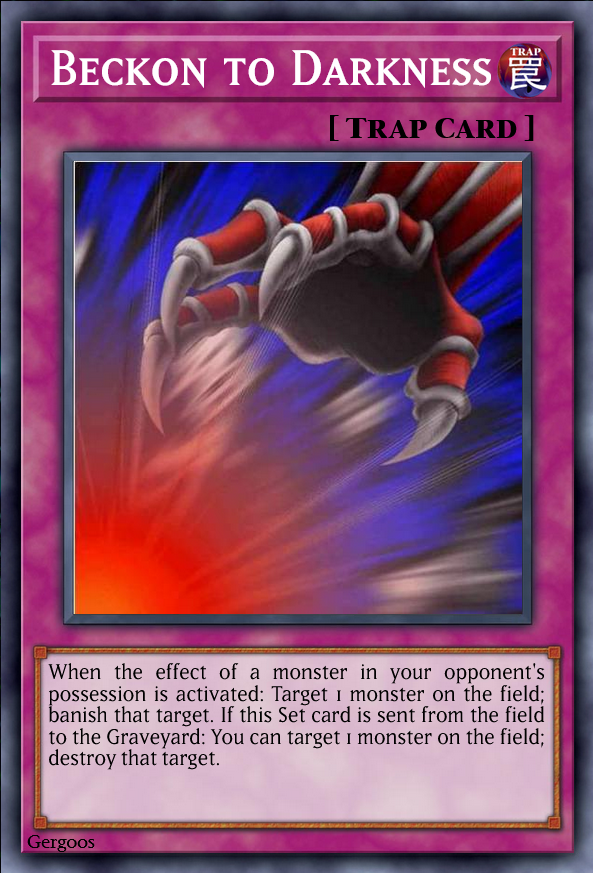 Beckon to Darkness
TRAP
罠
[ Trap Card ]
When the effect of a monster in your opponent's
possession is activated: Target 1 monster on the field;
banish that target. If this Set card is sent from the field
to the Graveyard: You can target 1 monster on the field;
destroy that target.
Gergoos